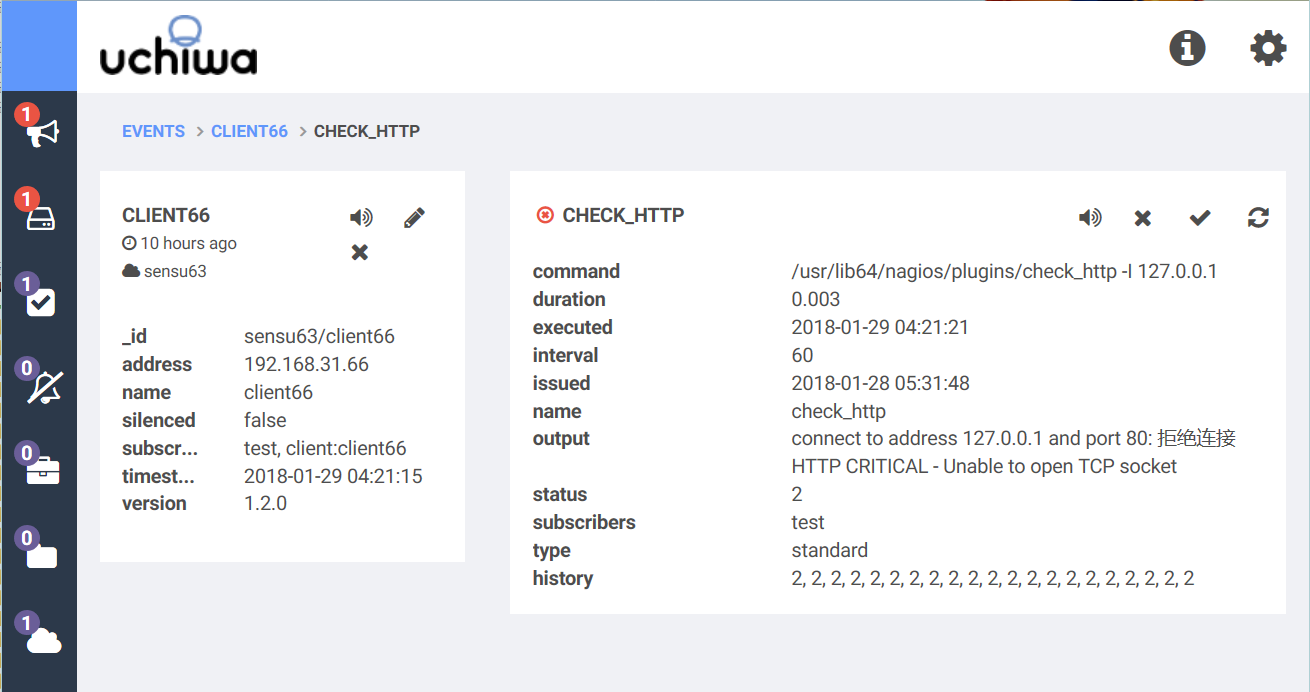 uchiwa
1
1
1
0
0
0
1
EVENTS > CLIENT66 > CHECK_HTTP
CLIENT66
10 hours ago
sensu63
_id sensu63/client66
address 192.168.31.66
name client66
silenced false
subscr... test, client:client66
timest... 2018-01-29 04:21:15
version 1.2.0
CHECK_HTTP
command /usr/lib64/nagios/plugins/check_http -I 127.0.0.1
duration 0.003
executed 2018-01-29 04:21:21
interval 60
issued 2018-01-28 05:31:48
name check_http
output connect to address 127.0.0.1 and port 80: 拒绝连接
HTTP CRITICAL - Unable to open TCP socket
status 2
subscribers test
type standard
history 2, 2, 2, 2, 2, 2, 2, 2, 2, 2, 2, 2, 2, 2, 2, 2, 2, 2, 2, 2, 2